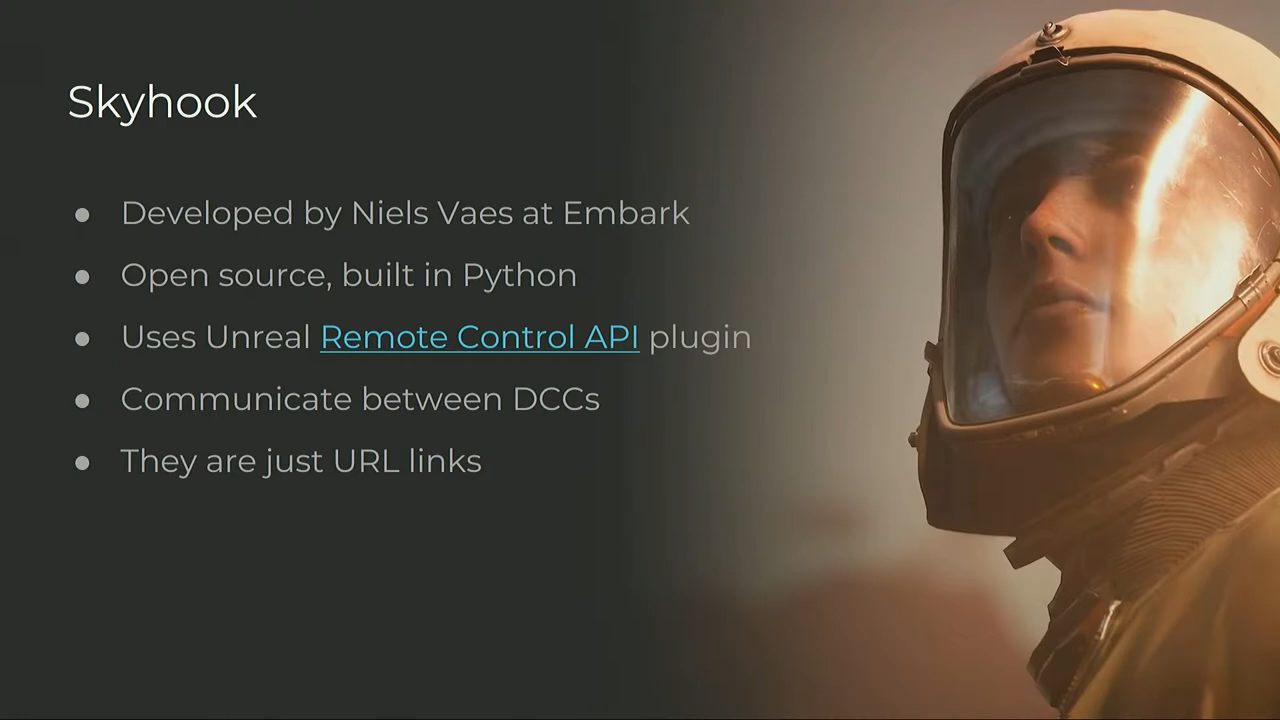 Skyhook
● Developed by Niels Vaes at Embark
● Open source, built in Python
● Uses Unreal Remote Control API plugin
● Communicate between DCCs
● They are just URL links